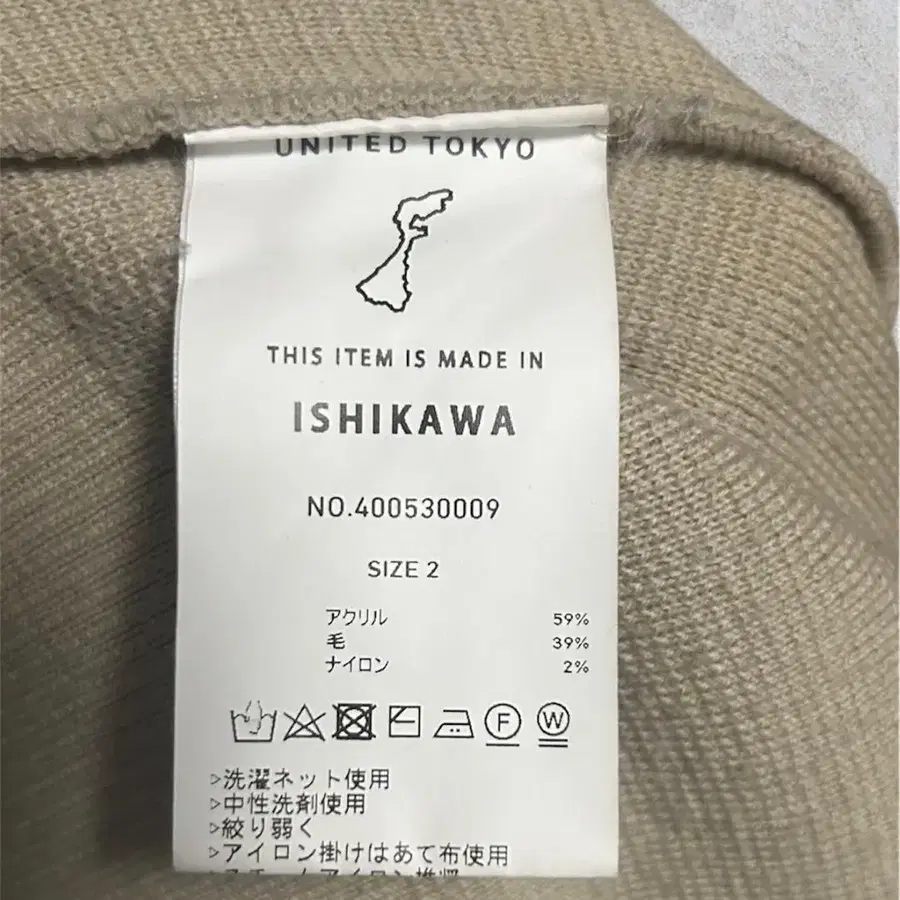 UNITED TOKYO
THIS ITEM IS MADE IN
ISHIKAWA
NO.400530009
SIZE 2
アクリル 59%
毛 39%
ナイロン 2%
F W
▷洗濯ネット使用
▷中性洗剤使用
▷絞り弱く
▷アイロン掛けはあて布使用